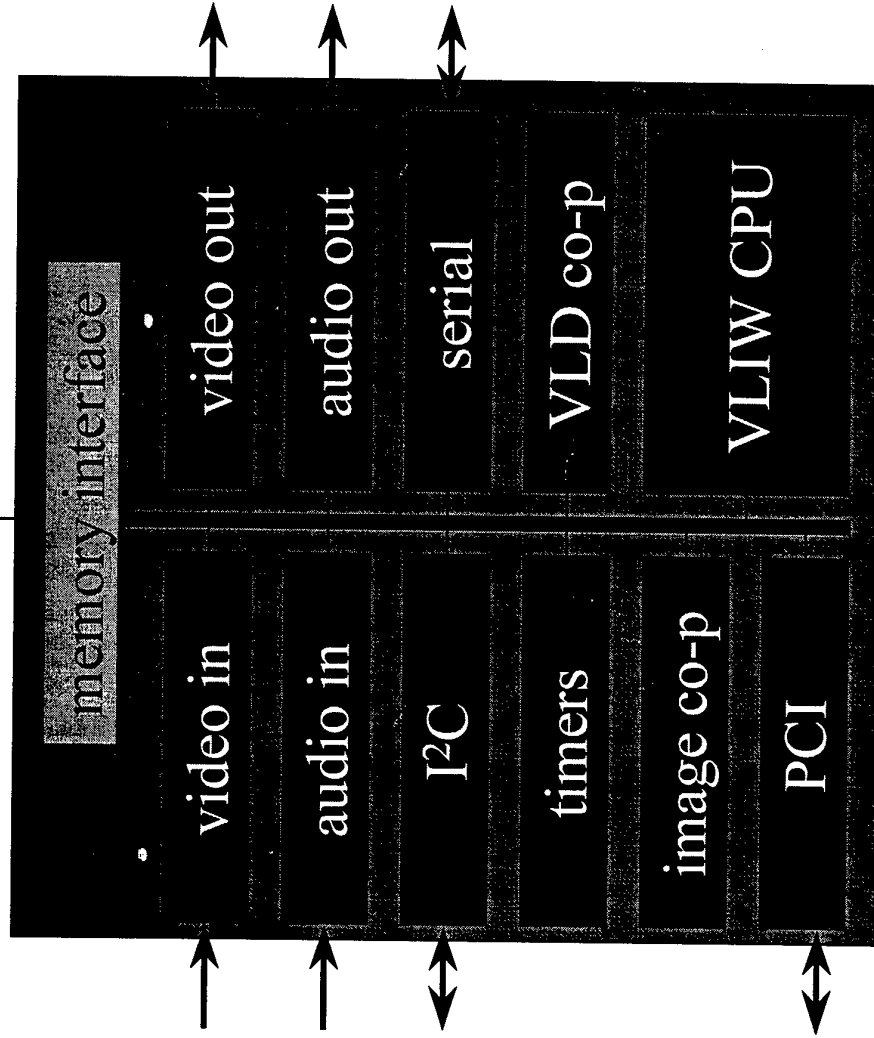 memory interface
video in
video out
audio in
audio out
I²C
serial
timers
VLD co-p
image co-p
VLIW CPU
PCI